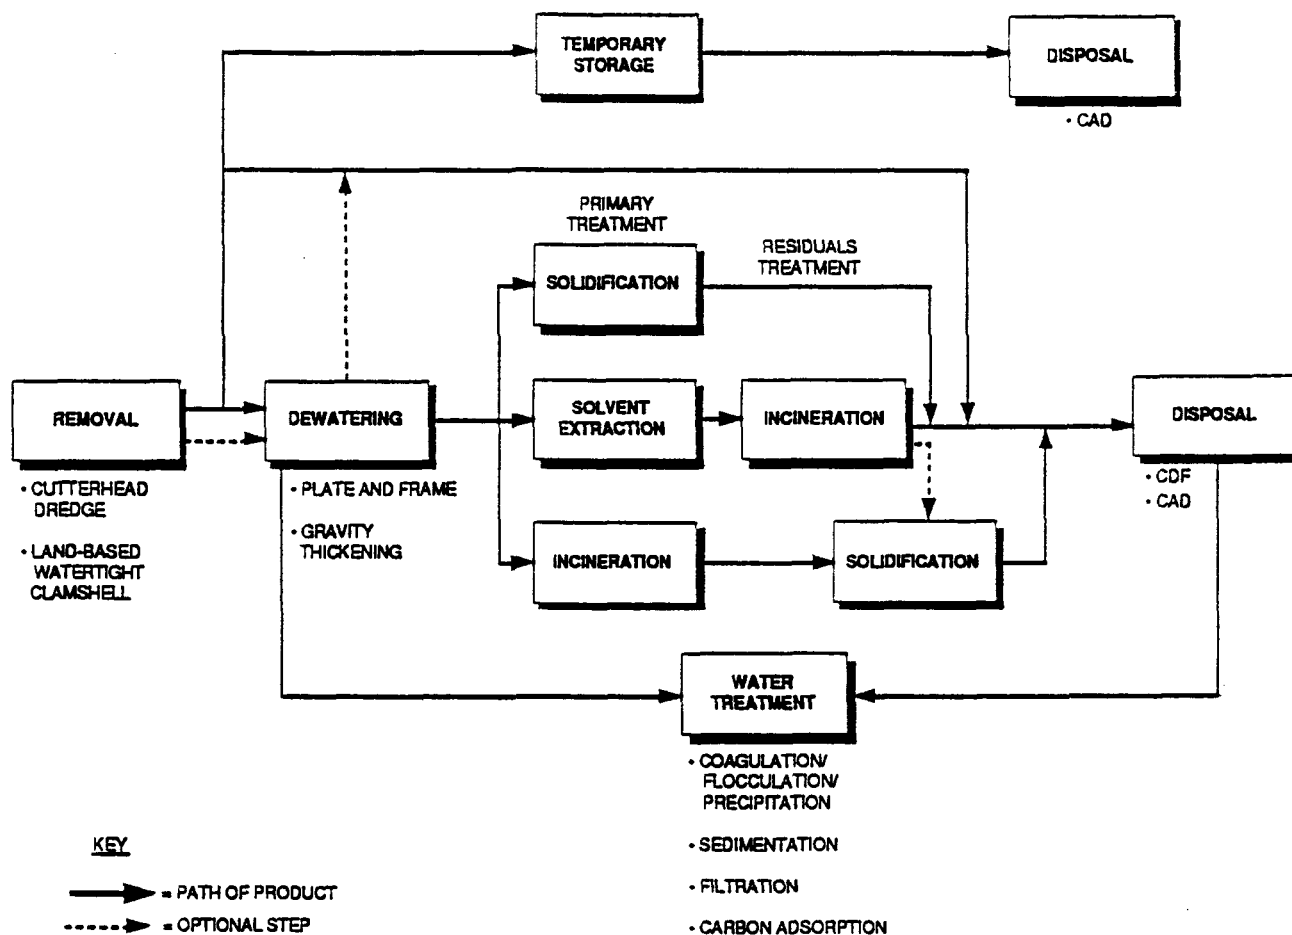 TEMPORARY
STORAGE
DISPOSAL
• CAD
PRIMARY
TREATMENT
SOLIDIFICATION
RESIDUALS
TREATMENT
REMOVAL
• CUTTERHEAD
DREDGE
• LAND-BASED
WATERTIGHT
CLAMSHELL
DEWATERING
• PLATE AND FRAME
• GRAVITY
THICKENING
SOLVENT
EXTRACTION
INCINERATION
INCINERATION
SOLIDIFICATION
DISPOSAL
• CDF
• CAD
WATER
TREATMENT
• COAGULATION/
FLOCCULATION/
PRECIPITATION
• SEDIMENTATION
• FILTRATION
• CARBON ADSORPTION
KEY
= PATH OF PRODUCT
= OPTIONAL STEP